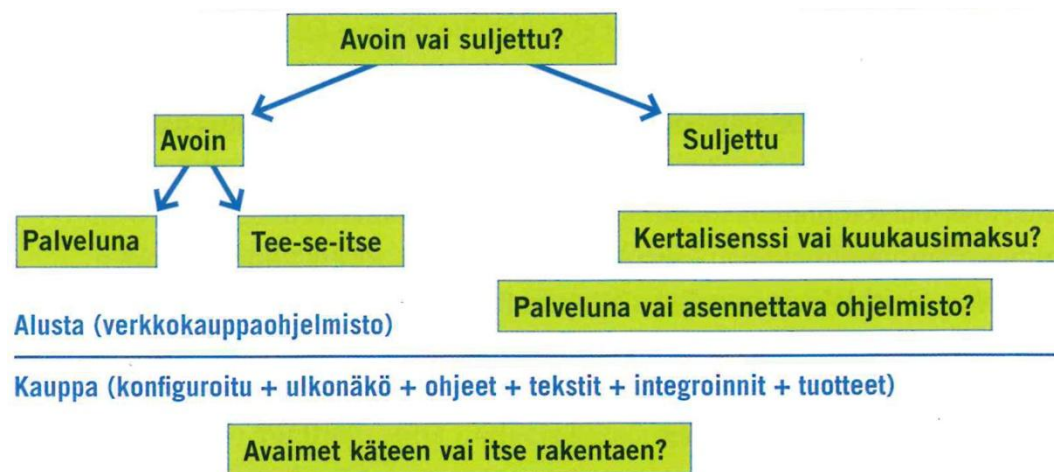 Avoin vai suljettu?
Avoin
Suljettu
Palveluna
Tee-se-itse
Kertalisenssi vai kuukausimaksu?
Palveluna vai asennettava ohjelmisto?
Alusta (verkkokauppaohjelmisto)
Kauppa (konfiguroitu + ulkonäkö + ohjeet + tekstit + integroinnit + tuotteet)
Avaimet käteen vai itse rakentaen?